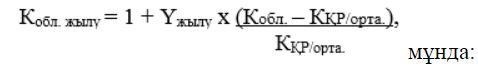 Кобл. жылу = 1 + Yжылу х (Кобл. – КҚР/орта.),
КҚР/орта. мұнда: